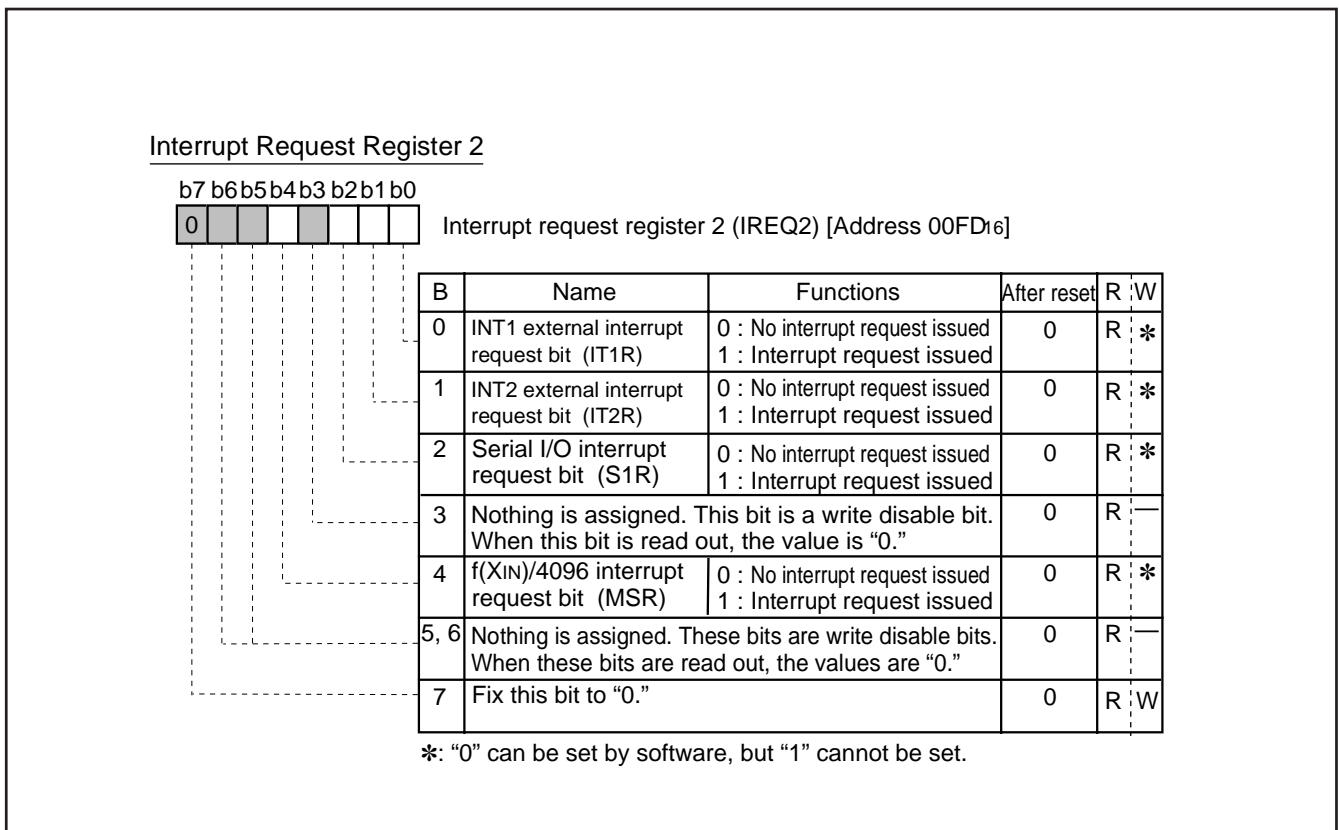 Interrupt Request Register 2
b7 b6b5b4b3 b2b1b0
0
Interrupt request register 2 (IREQ2) [Address 00FD16]
B Name Functions After reset R W
0 INT1 external interrupt request bit (IT1R) 0 : No interrupt request issued 1 : Interrupt request issued 0 R ✻
1 INT2 external interrupt request bit (IT2R) 0 : No interrupt request issued 1 : Interrupt request issued 0 R ✻
2 Serial I/O interrupt request bit (S1R) 0 : No interrupt request issued 1 : Interrupt request issued 0 R ✻
3 Nothing is assigned. This bit is a write disable bit. When this bit is read out, the value is “0.” 0 R —
4 f(XIN)/4096 interrupt request bit (MSR) 0 : No interrupt request issued 1 : Interrupt request issued 0 R ✻
5, 6 Nothing is assigned. These bits are write disable bits. When these bits are read out, the values are “0.” 0 R —
7 Fix this bit to “0.” 0 R W
✻: “0” can be set by software, but “1” cannot be set.